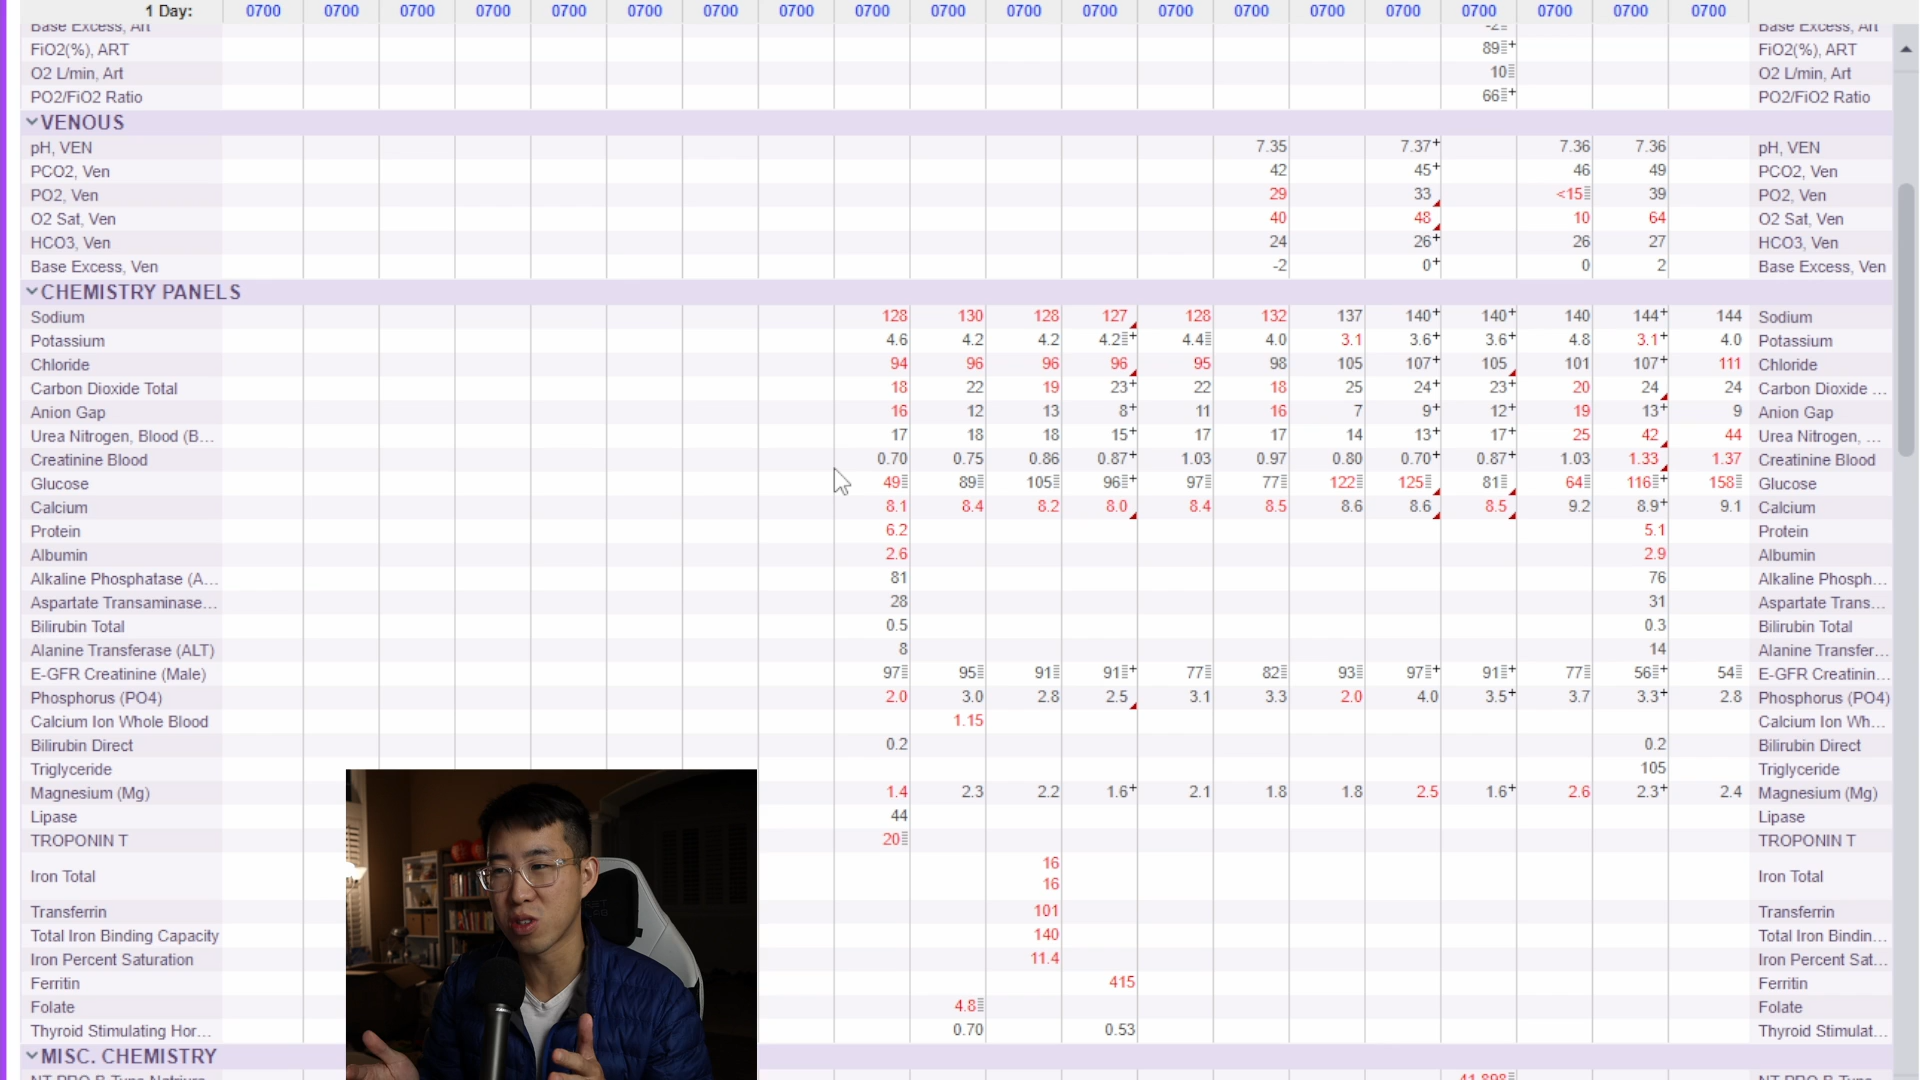 1 Day: 0700 0700 0700 0700 0700 0700 0700 0700 0700 0700 0700 0700 0700 0700 0700 0700 0700 0700 0700 0700
Base Excess, Art -2 Base Excess, Art
FiO2(%), ART 89+ FiO2(%), ART
O2 L/min, Art 10 O2 L/min, Art
PO2/FiO2 Ratio 66+ PO2/FiO2 Ratio
VENOUS
pH, VEN 7.35 7.37+ 7.36 7.36 pH, VEN
PCO2, Ven 42 45+ 46 49 PCO2, Ven
PO2, Ven 29 33 <15 39 PO2, Ven
O2 Sat, Ven 40 48 10 64 O2 Sat, Ven
HCO3, Ven 24 26+ 26 27 HCO3, Ven
Base Excess, Ven -2 0+ 0 2 Base Excess, Ven
CHEMISTRY PANELS
Sodium 128 130 128 127 128 132 137 140+ 140+ 140 144+ 144 Sodium
Potassium 4.6 4.2 4.2 4.2+ 4.4 4.0 3.1 3.6+ 3.6+ 4.8 3.1+ 4.0 Potassium
Chloride 94 96 96 96 95 98 105 107+ 105 101 107+ 111 Chloride
Carbon Dioxide Total 18 22 19 23+ 22 18 25 24+ 23+ 20 24 24 Carbon Dioxide ...
Anion Gap 16 12 13 8+ 11 16 7 9+ 12+ 19 13+ 9 Anion Gap
Urea Nitrogen, Blood (B... 17 18 18 15+ 17 17 14 13+ 17+ 25 42 44 Urea Nitrogen, ...
Creatinine Blood 0.70 0.75 0.86 0.87+ 1.03 0.97 0.80 0.70+ 0.87+ 1.03 1.33 1.37 Creatinine Blood
Glucose 49 89 105 96+ 97 77 122 125 81 64 116+ 158 Glucose
Calcium 8.1 8.4 8.2 8.0 8.4 8.5 8.6 8.6 8.5 9.2 8.9+ 9.1 Calcium
Protein 6.2 5.1 Protein
Albumin 2.6 2.9 Albumin
Alkaline Phosphatase (A... 81 76 Alkaline Phosph...
Aspartate Transaminase... 28 31 Aspartate Trans...
Bilirubin Total 0.5 0.3 Bilirubin Total
Alanine Transferase (ALT) 8 14 Alanine Transfer...
E-GFR Creatinine (Male) 97 95 91 91+ 77 82 93 97+ 91+ 77 56+ 54 E-GFR Creatinin...
Phosphorus (PO4) 2.0 3.0 2.8 2.5 3.1 3.3 2.0 4.0 3.5+ 3.7 3.3+ 2.8 Phosphorus (PO4)
Calcium Ion Whole Blood 1.15 Calcium Ion Wh...
Bilirubin Direct 0.2 0.2 Bilirubin Direct
Triglyceride 105 Triglyceride
Magnesium (Mg) 1.4 2.3 2.2 1.6+ 2.1 1.8 1.8 2.5 1.6+ 2.6 2.3+ 2.4 Magnesium (Mg)
Lipase 44 Lipase
TROPONIN T 20 TROPONIN T
16
Iron Total Iron Total
16
Transferrin 101 Transferrin
Total Iron Binding Capacity 140 Total Iron Bindin...
Iron Percent Saturation 11.4 Iron Percent Sat...
Ferritin 415 Ferritin
Folate 4.8 Folate
Thyroid Stimulating Hor... 0.70 0.53 Thyroid Stimulat...
MISC. CHEMISTRY